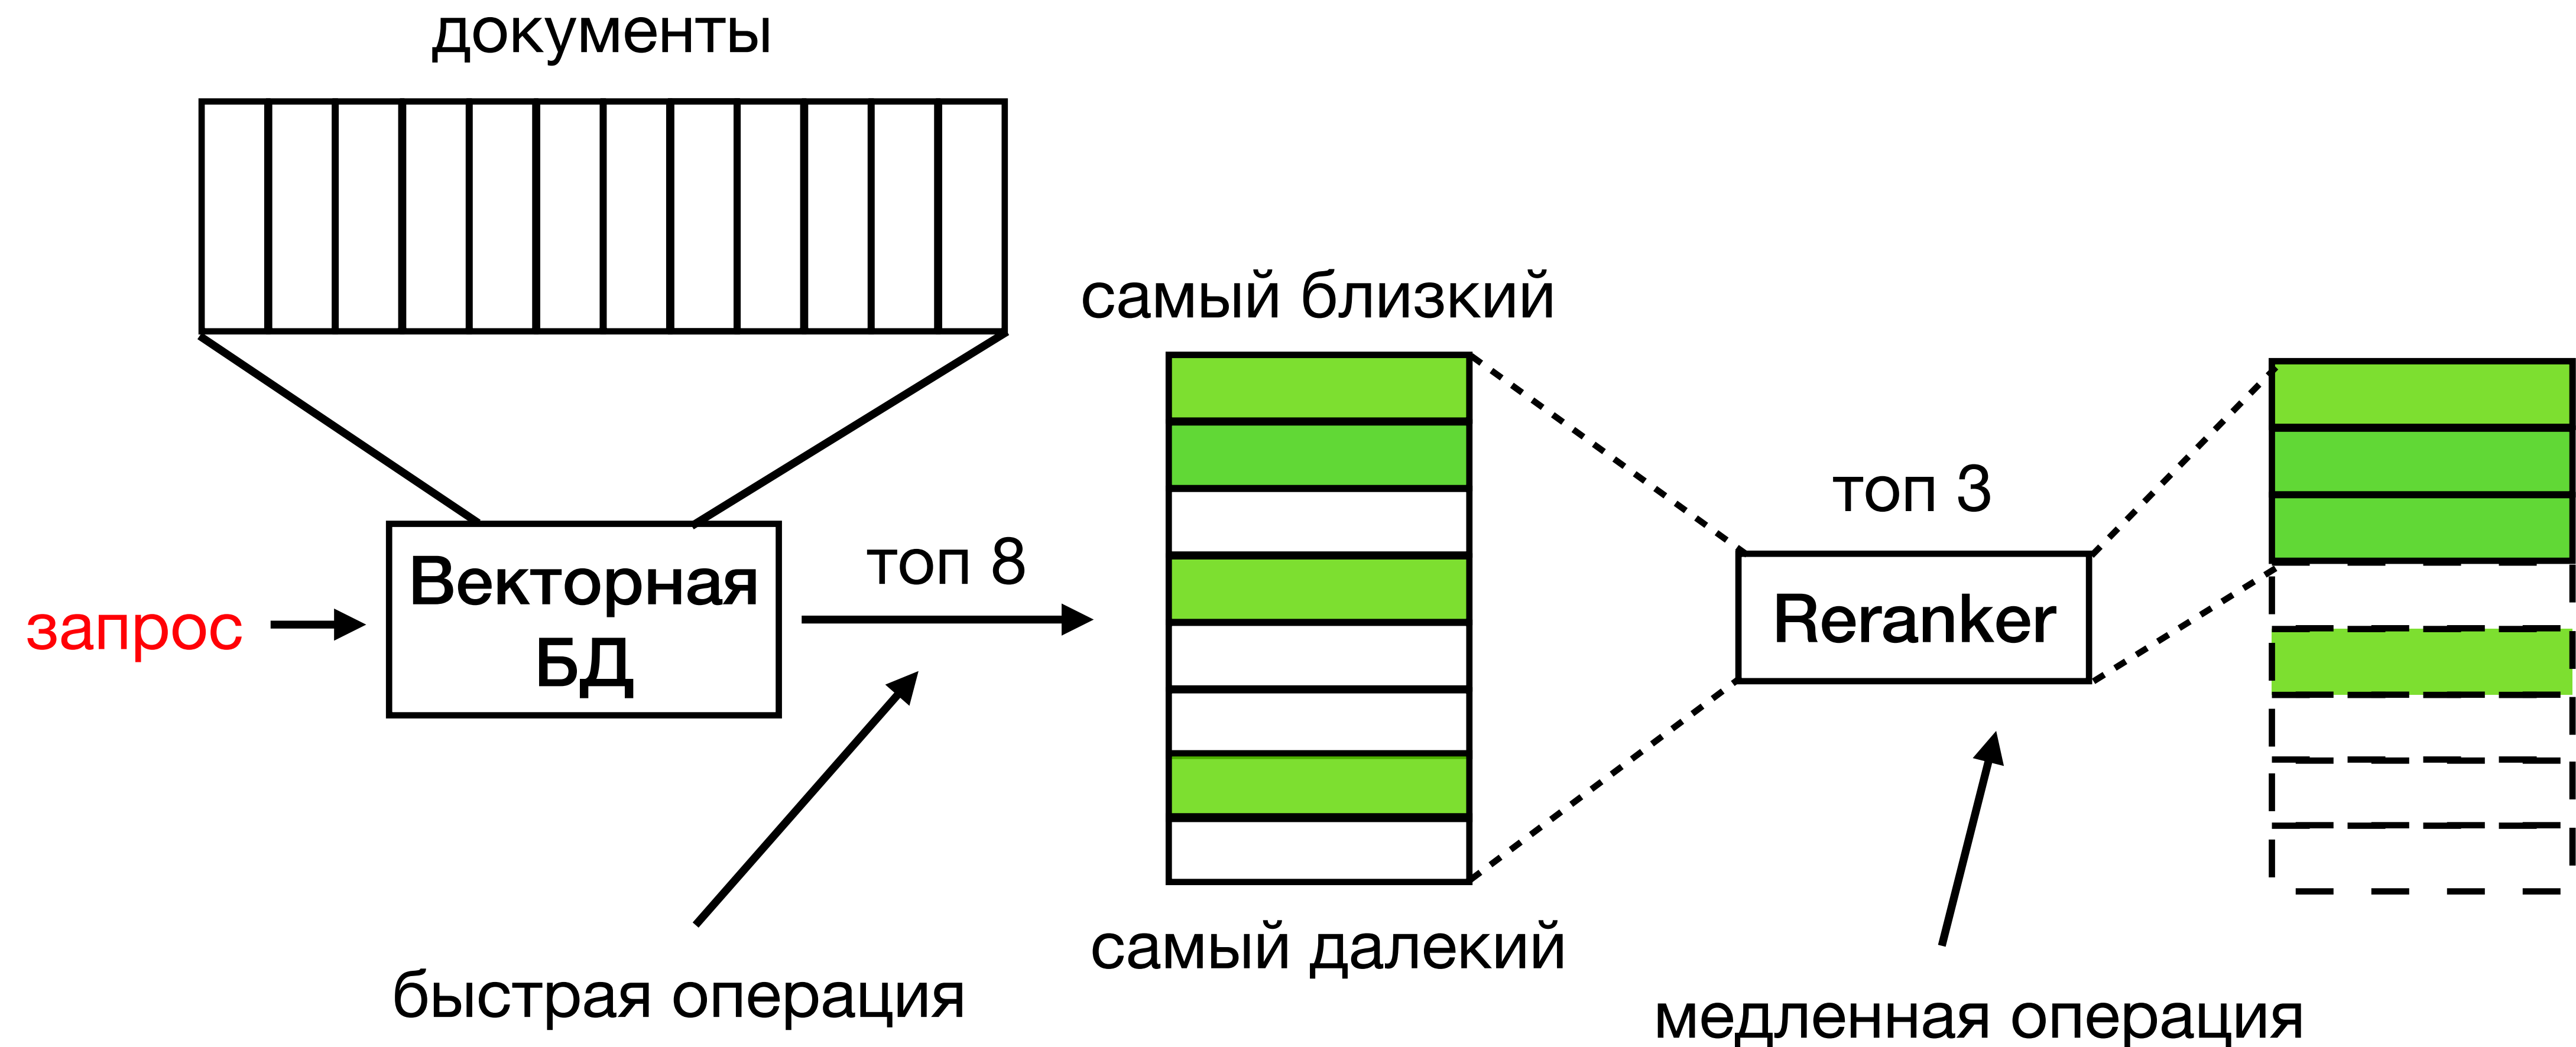 документы
самый близкий
топ 3
топ 8
Векторная
БД
запрос
Reranker
самый далекий
быстрая операция
медленная операция